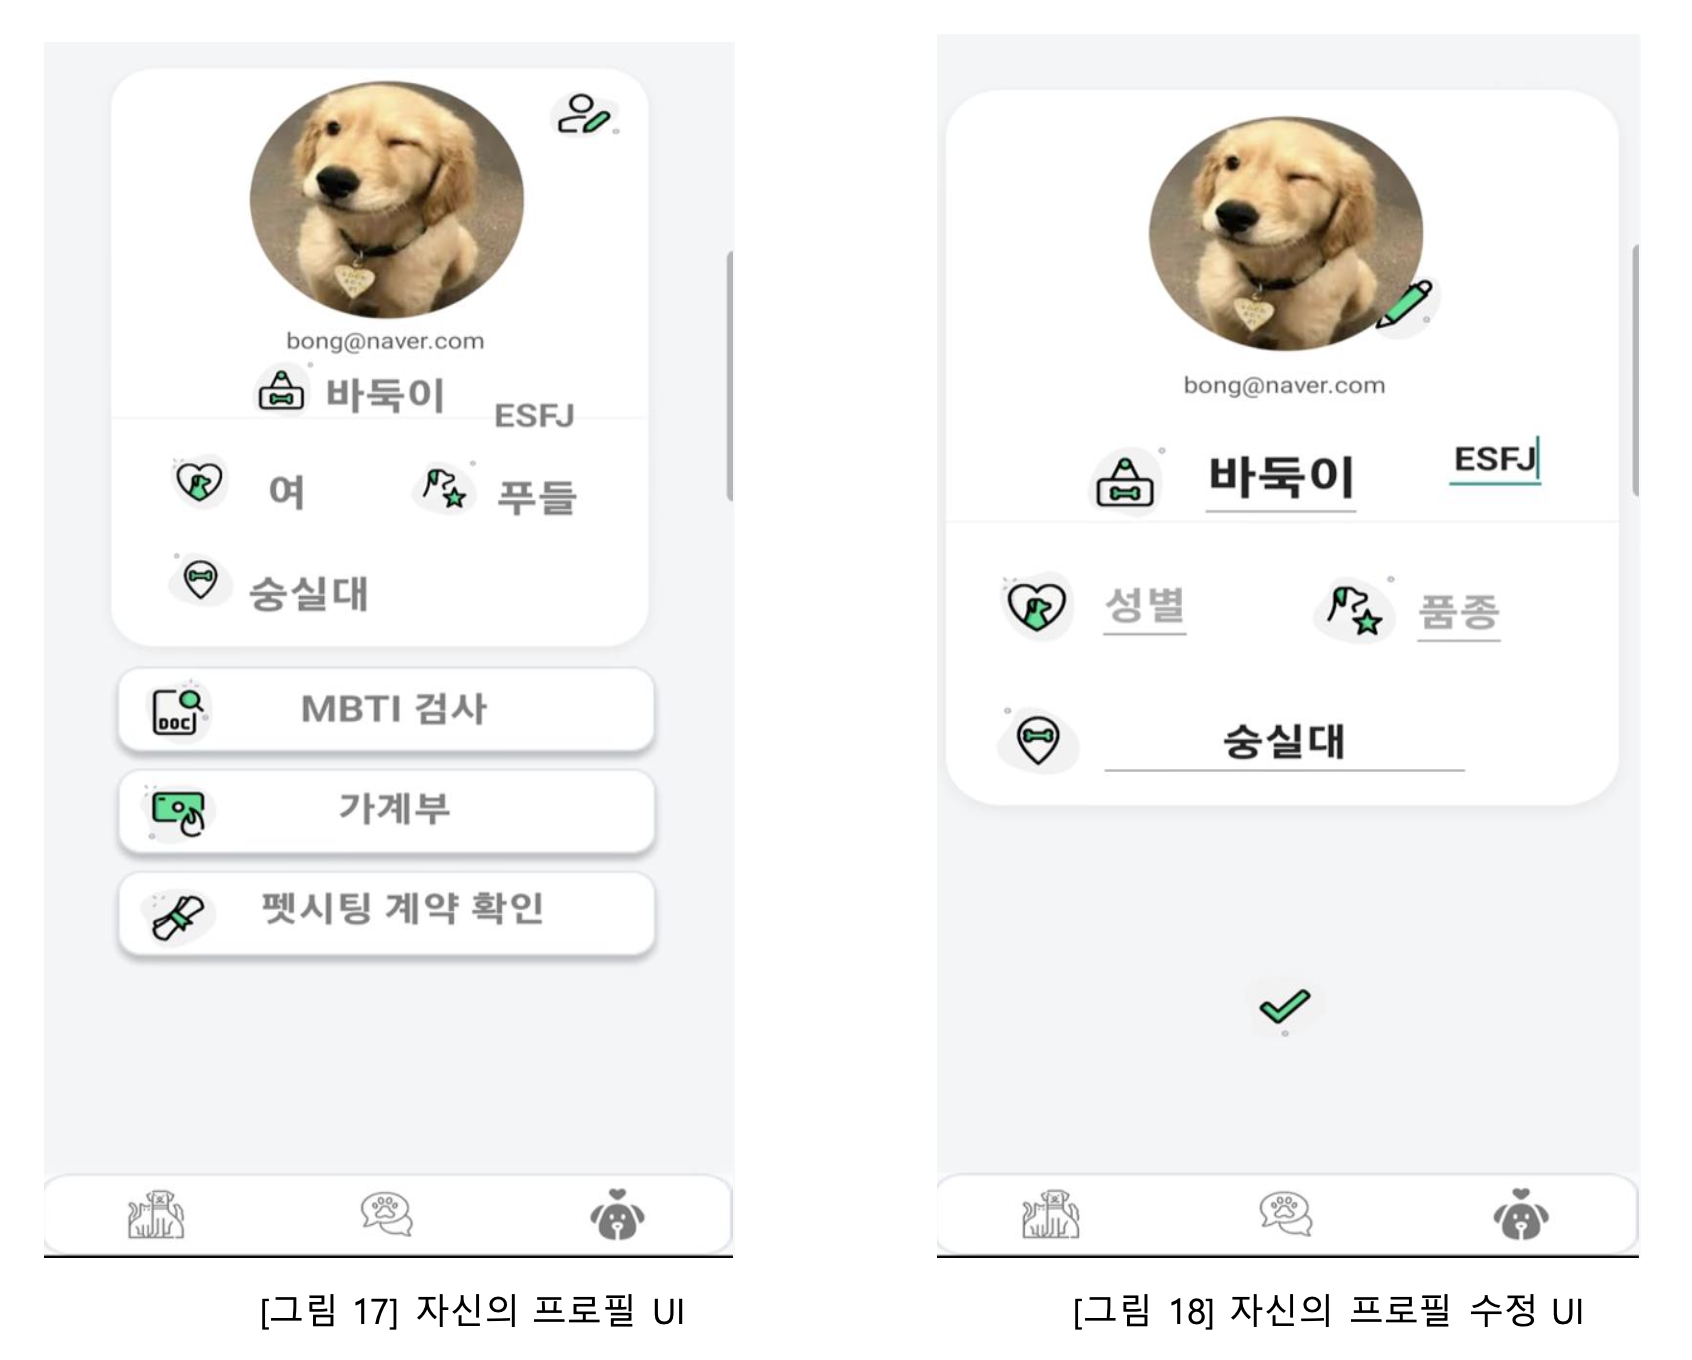 bong@naver.com
바둑이
ESFJ
여
푸들
숭실대
MBTI 검사
DOC
가계부
펫시팅 계약 확인
[그림 17] 자신의 프로필 UI
bong@naver.com
바둑이
ESFJ
성별
품종
숭실대
[그림 18] 자신의 프로필 수정 UI